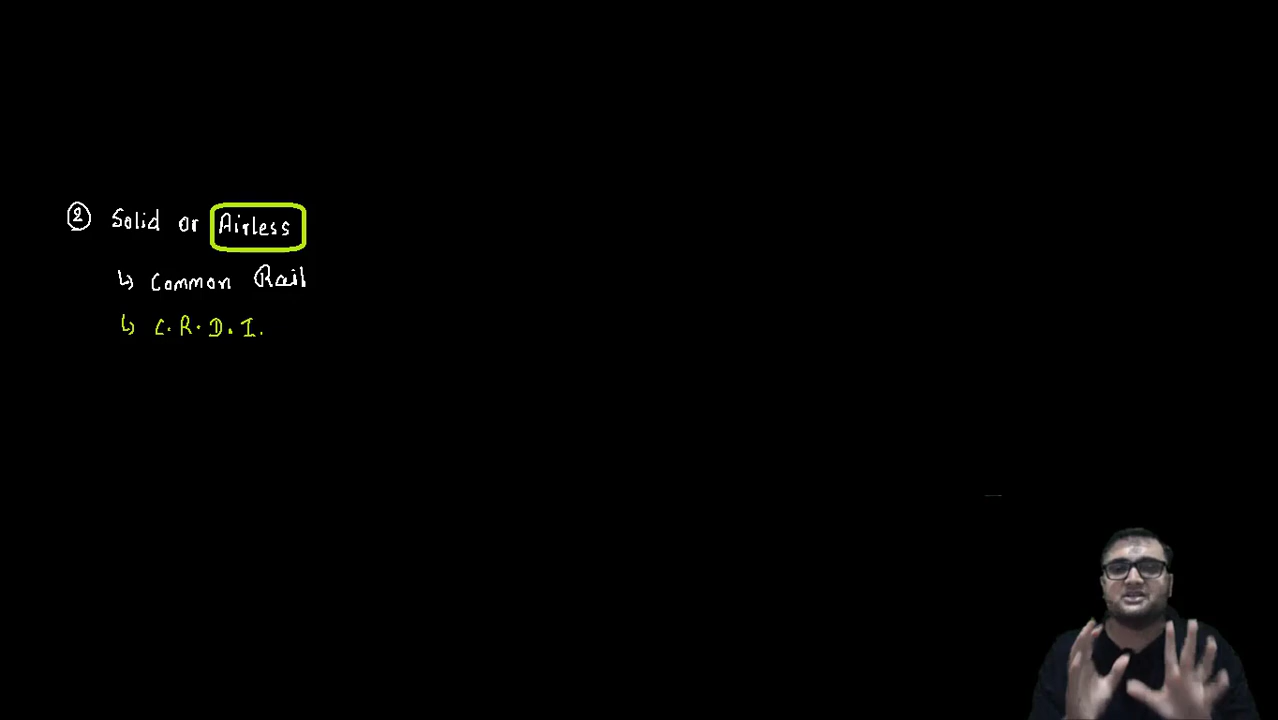 ② Solid or Airless
↳ Common Rail
↳ C.R.D.I.